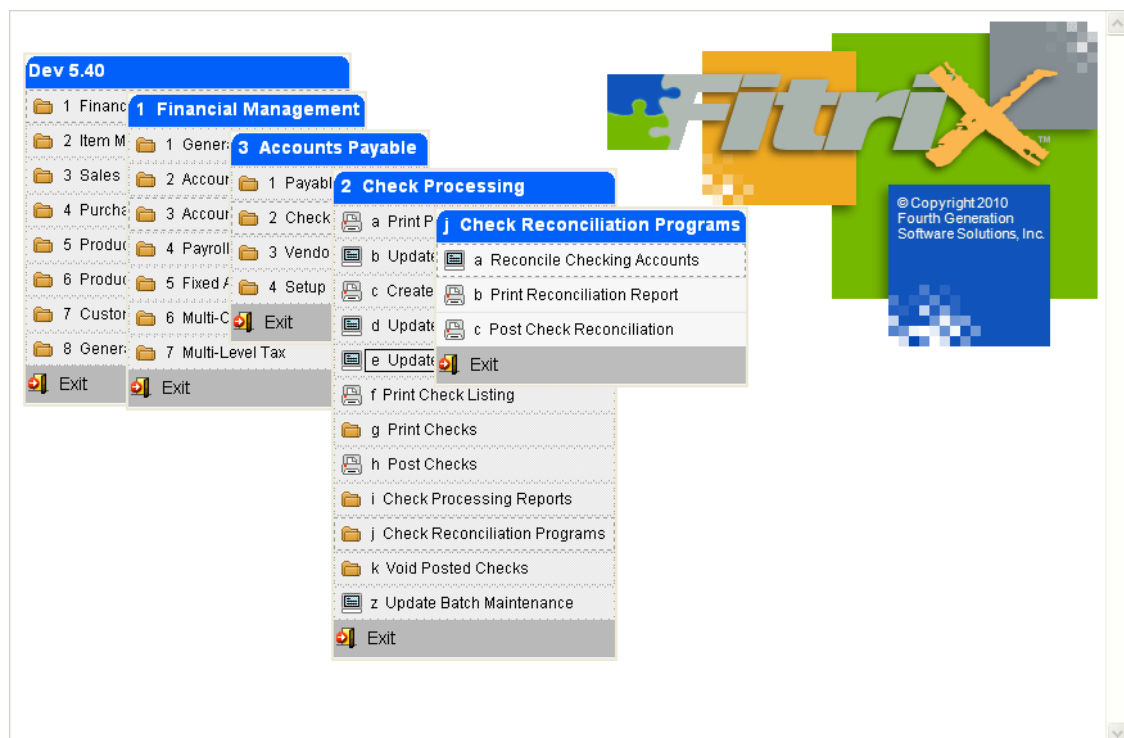 Dev 5.40
1 Financ
2 Item M
3 Sales
4 Purcha
5 Produc
6 Produc
7 Custor
8 Genera
Exit
1 Financial Management
1 Genera
2 Accour
3 Accour
4 Payroll
5 Fixed A
6 Multi-C
7 Multi-Level Tax
Exit
3 Accounts Payable
1 Payabl
2 Check
3 Vendo
4 Setup
Exit
2 Check Processing
a Print P
b Update
c Create
d Update
e Update
f Print Check Listing
g Print Checks
h Post Checks
i Check Processing Reports
j Check Reconciliation Programs
k Void Posted Checks
z Update Batch Maintenance
Exit
j Check Reconciliation Programs
a Reconcile Checking Accounts
b Print Reconciliation Report
c Post Check Reconciliation
Exit
FitriX™
© Copyright 2010
Fourth Generation
Software Solutions, Inc.